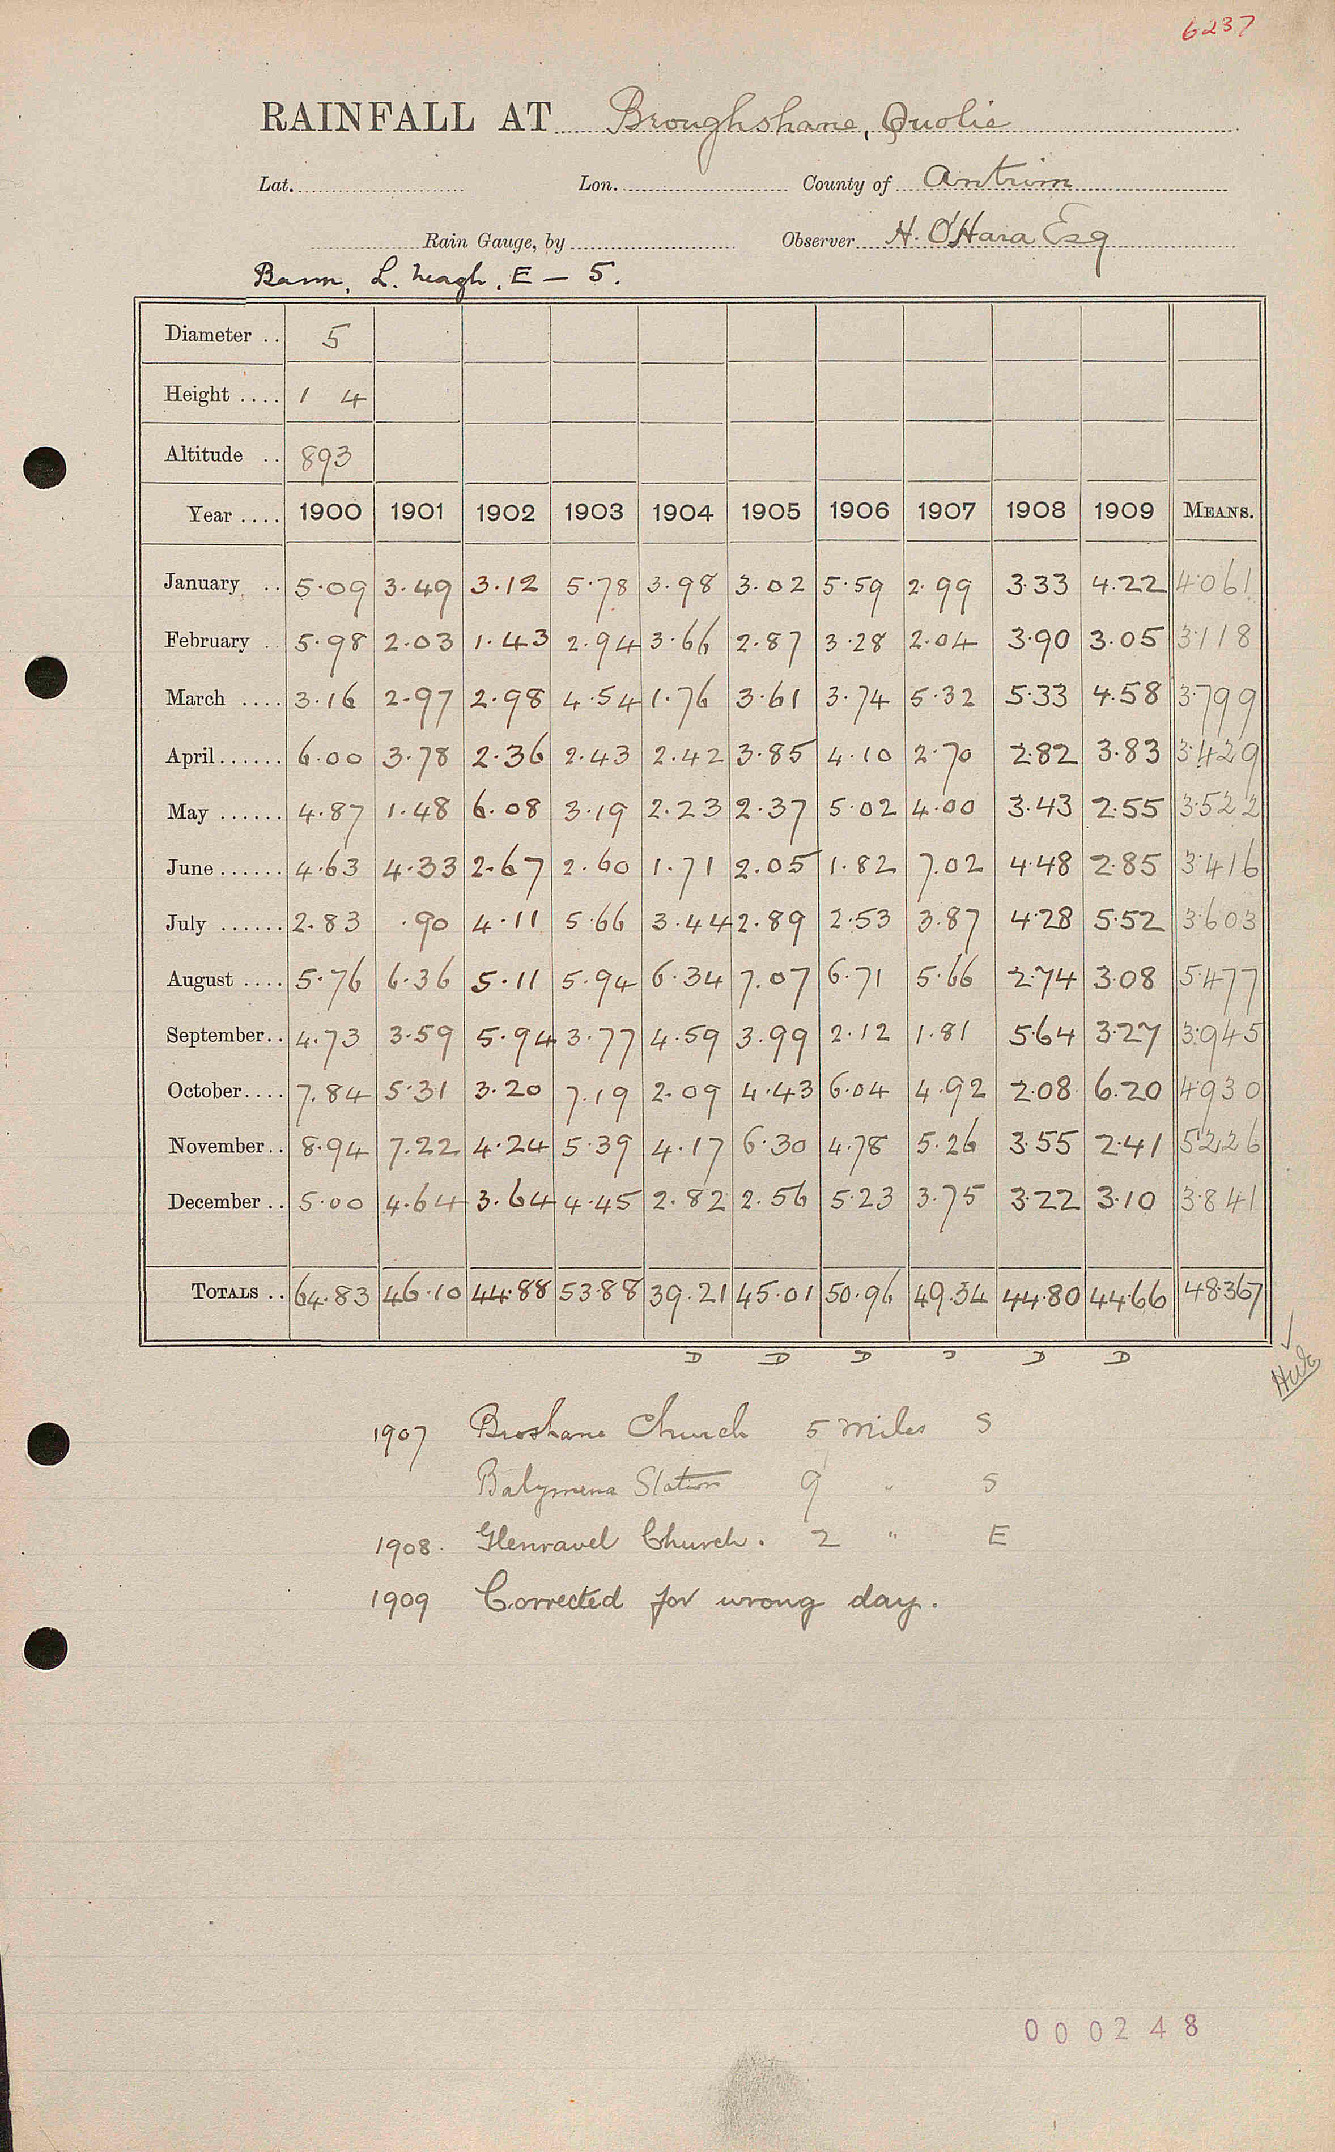 6237
RAINFALL AT Broughshane, Quolie
Lat. Lon. County of Antrim
Rain Gauge, by Observer H. O'Hara Esq
Bann, L. Neagh, E - 5.
Diameter .. 5
Height .... 1 4
Altitude .. 893
Year .... 1900 1901 1902 1903 1904 1905 1906 1907 1908 1909 MEANS.
January .. 5.09 3.49 3.12 5.78 3.98 3.02 5.59 2.99 3.33 4.22 4.061
February .. 5.98 2.03 1.43 2.94 3.66 2.87 3.28 2.04 3.90 3.05 3.118
March .... 3.16 2.97 2.98 4.54 1.76 3.61 3.74 5.32 5.33 4.58 3.799
April ...... 6.00 3.78 2.36 2.43 2.42 3.85 4.10 2.70 2.82 3.83 3.429
May ...... 4.87 1.48 6.08 3.19 2.23 2.37 5.02 4.00 3.43 2.55 3.522
June ...... 4.63 4.33 2.67 2.60 1.71 2.05 1.82 7.02 4.48 2.85 3.416
July ...... 2.83 .90 4.11 5.66 3.44 2.89 2.53 3.87 4.28 5.52 3.603
August .... 5.76 6.36 5.11 5.94 6.34 7.07 6.71 5.66 2.74 3.08 5.477
September.. 4.73 3.59 5.94 3.77 4.59 3.99 2.12 1.81 5.64 3.27 3.945
October.... 7.84 5.31 3.20 7.19 2.09 4.43 6.04 4.92 2.08 6.20 4.930
November.. 8.94 7.22 4.24 5.39 4.17 6.30 4.78 5.26 3.55 2.41 5.226
December .. 5.00 4.64 3.64 4.45 2.82 2.56 5.23 3.75 3.22 3.10 3.841
TOTALS .. 64.83 46.10 44.88 53.88 39.21 45.01 50.96 49.34 44.80 44.66 48.367
D D D D D D
1907 Broshane Church 5 miles S
Balymena Station 9 " S
1908. Glenravel Church. 2 " E
1909 Corrected for wrong day.
000248